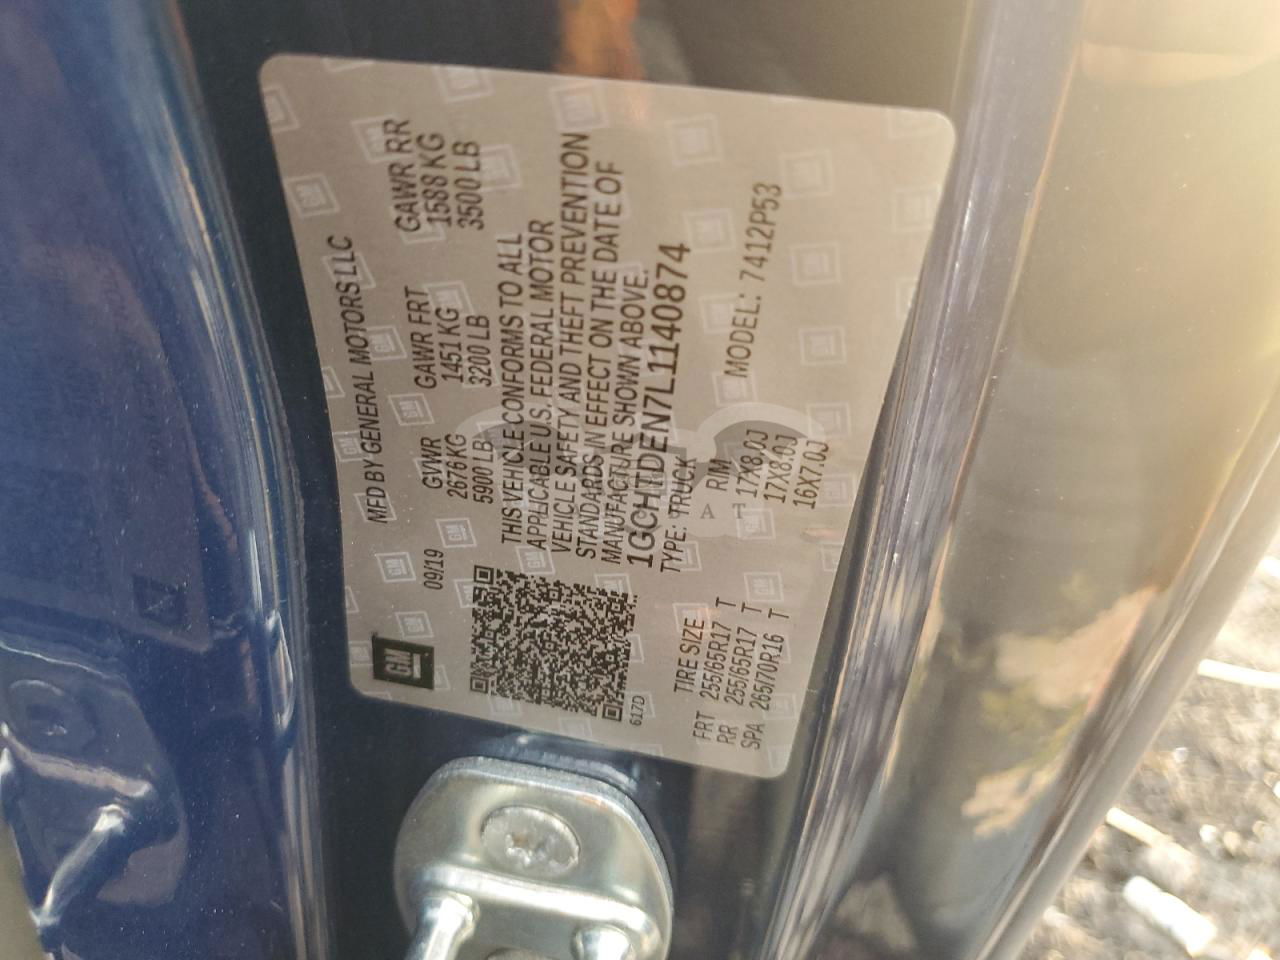 GM
MFD BY GENERAL MOTORS LLC
09/19
GVWR GAWR FRT GAWR RR
2676 KG 1451 KG 1588 KG
5900 LB 3200 LB 3500 LB
THIS VEHICLE CONFORMS TO ALL
APPLICABLE U.S. FEDERAL MOTOR
VEHICLE SAFETY AND THEFT PREVENTION
STANDARDS IN EFFECT ON THE DATE OF
MANUFACTURE SHOWN ABOVE.
1GCHTDEN7L1140874
TYPE: TRUCK MODEL: 7412P53
617D
TIRE SIZE RIM
FRT 255/65R17 T 17X8.0J
RR 255/65R17 T 17X8.0J
SPA 265/70R16 T 16X7.0J